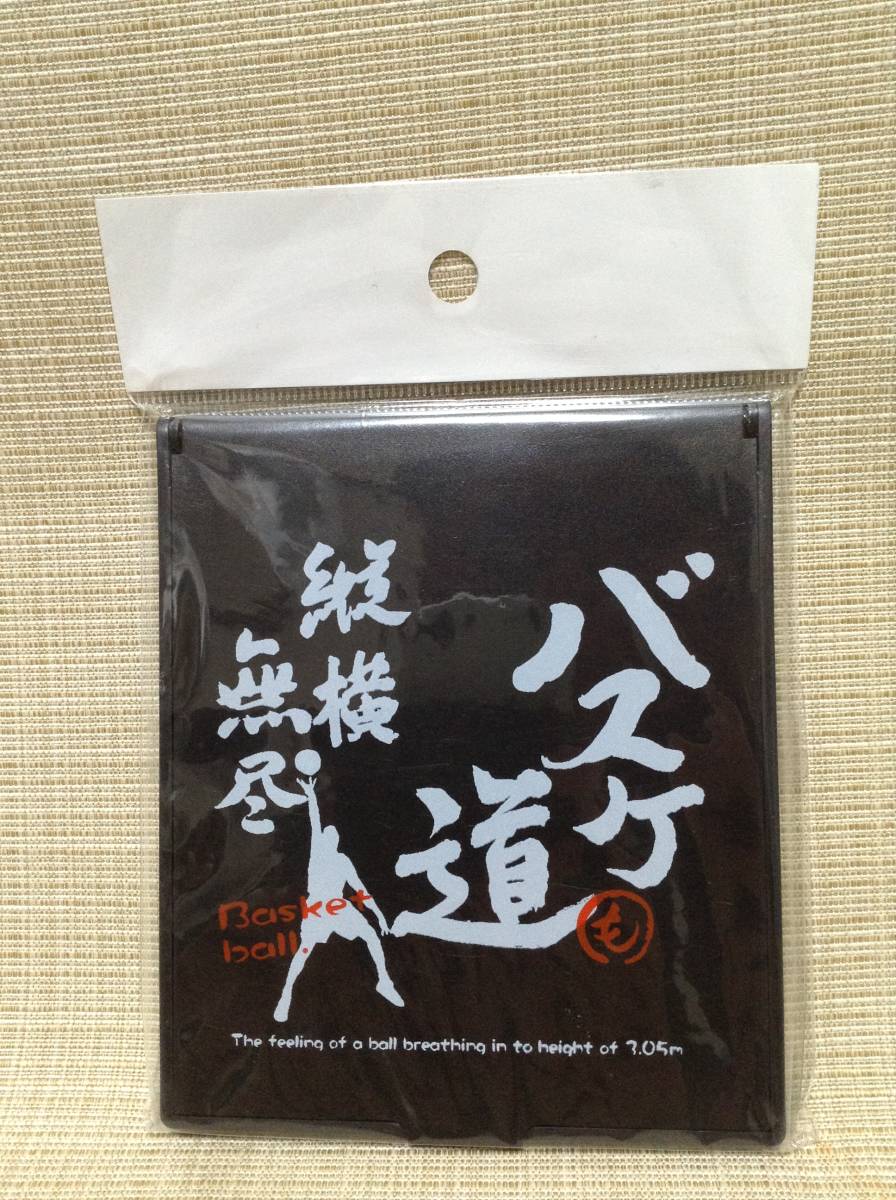 バスケ
道
も
縦横
無尽
Basket
ball.
The feeling of a ball breathing in to height of 3.05m